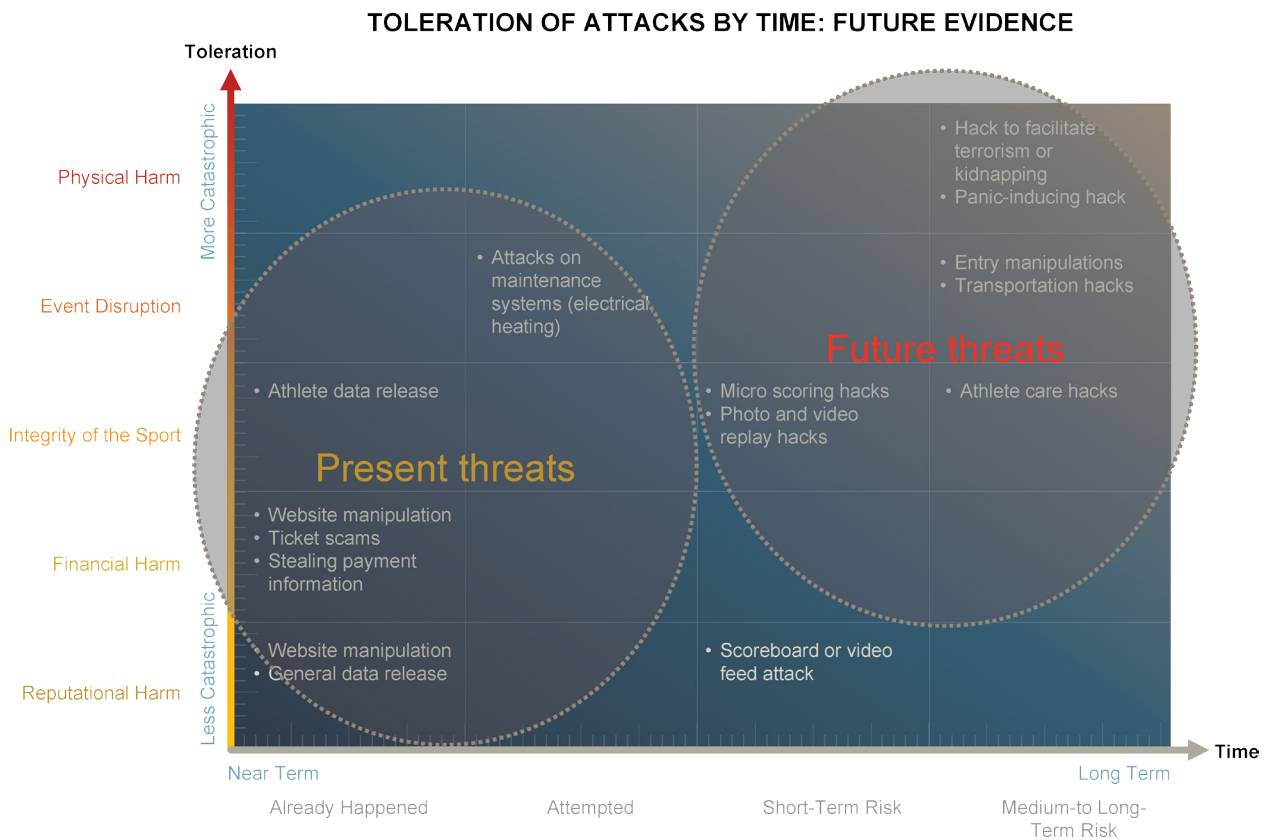 TOLERATION OF ATTACKS BY TIME: FUTURE EVIDENCE
Toleration
More Catastrophic
Less Catastrophic
Physical Harm
Event Disruption
Integrity of the Sport
Financial Harm
Reputational Harm
• Hack to facilitate
terrorism or
kidnapping
• Panic-inducing hack
• Attacks on
maintenance
systems (electrical
heating)
• Entry manipulations
• Transportation hacks
Future threats
• Athlete data release
• Micro scoring hacks
• Photo and video
replay hacks
• Athlete care hacks
Present threats
• Website manipulation
• Ticket scams
• Stealing payment
information
• Website manipulation
• General data release
• Scoreboard or video
feed attack
Time
Near Term
Long Term
Already Happened
Attempted
Short-Term Risk
Medium-to Long-
Term Risk